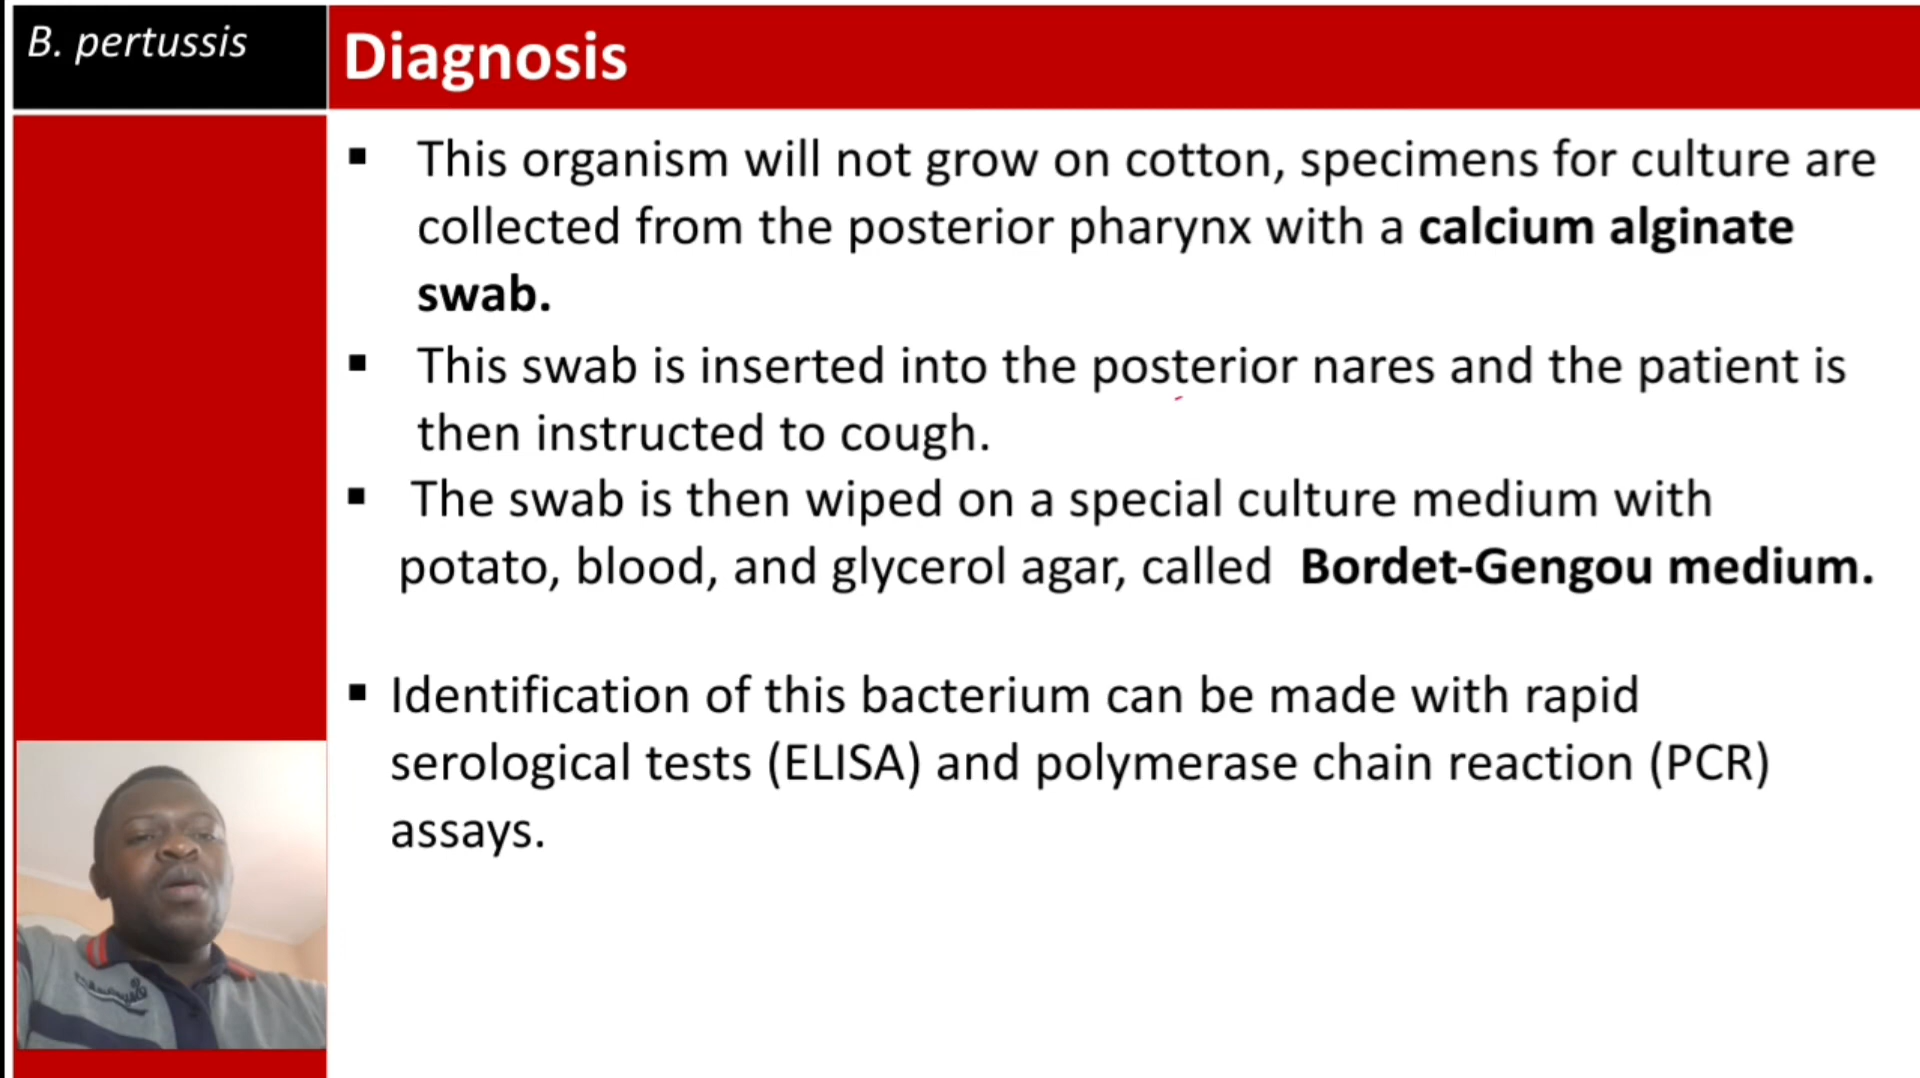 B. pertussis
Diagnosis
▪ This organism will not grow on cotton, specimens for culture are
collected from the posterior pharynx with a calcium alginate
swab.
▪ This swab is inserted into the posterior nares and the patient is
then instructed to cough.
▪ The swab is then wiped on a special culture medium with
potato, blood, and glycerol agar, called Bordet-Gengou medium.
▪ Identification of this bacterium can be made with rapid
serological tests (ELISA) and polymerase chain reaction (PCR)
assays.